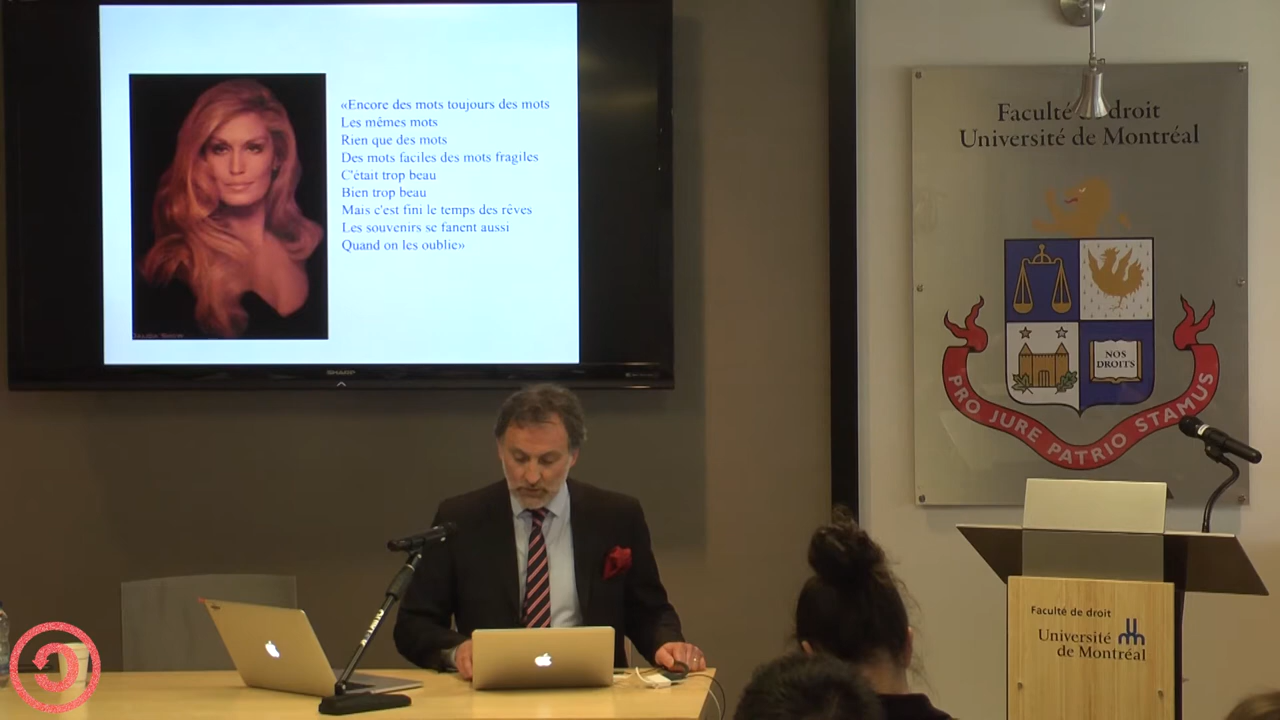 «Encore des mots toujours des mots
Les mêmes mots
Rien que des mots
Des mots faciles des mots fragiles
C'était trop beau
Bien trop beau
Mais c'est fini le temps des rêves
Les souvenirs se fanent aussi
Quand on les oublie»
SHARP
Faculté droit
Université de Montréal
NOS
DROITS
PRO JURE PATRIO STAMUS
Faculté de droit
Université
de Montréal